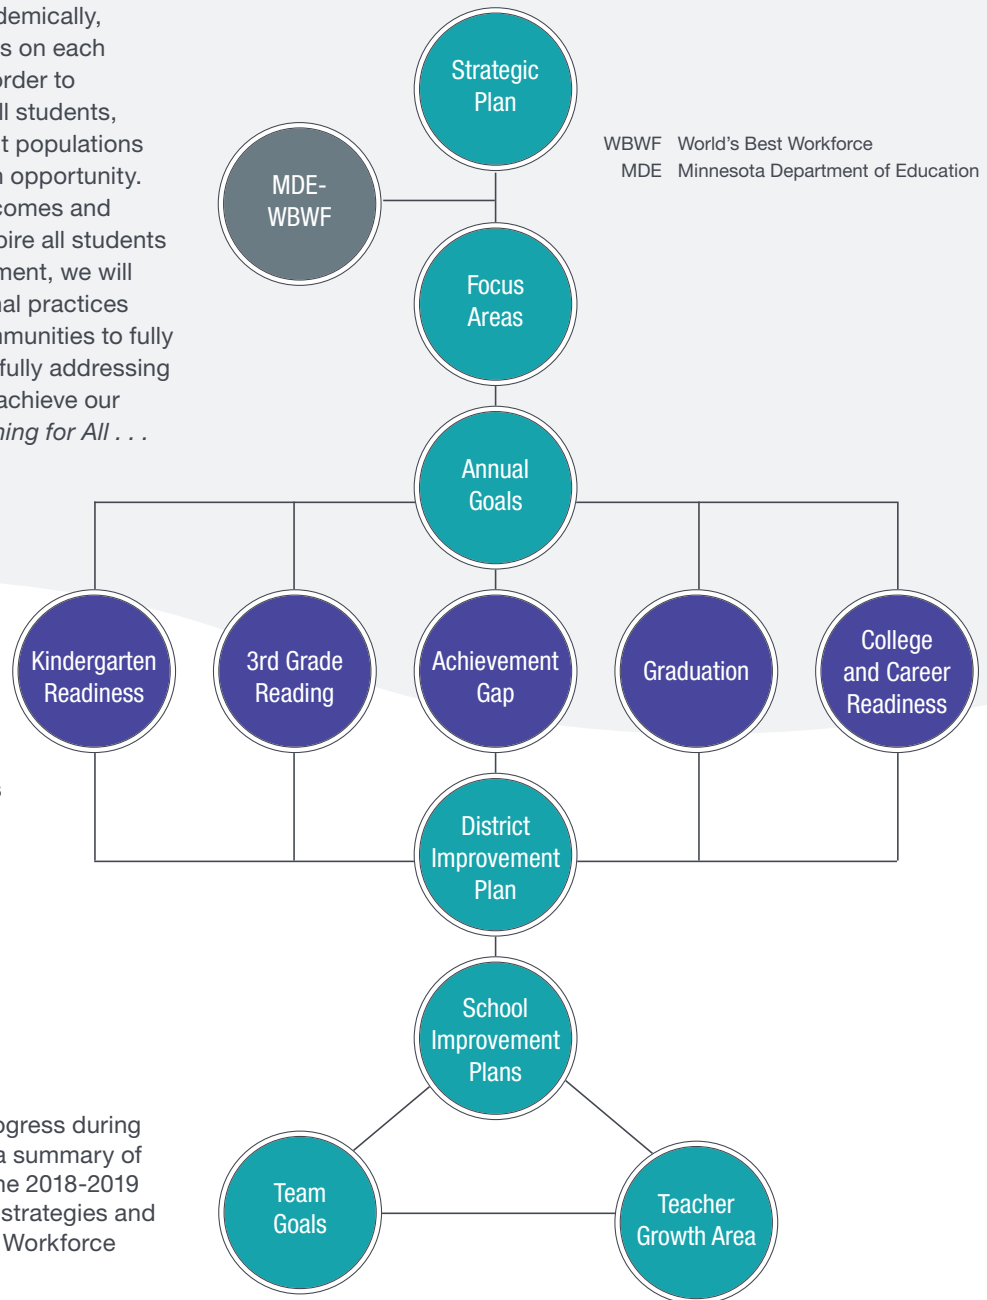 demically,
s on each
order to
ll students,
t populations
n opportunity.
comes and
pire all students
ment, we will
nal practices
mmunities to fully
fully addressing
achieve our
ning for All . . .
Strategic
Plan
WBWF World's Best Workforce
MDE Minnesota Department of Education
MDE-
WBWF
Focus
Areas
Annual
Goals
Kindergarten
Readiness
3rd Grade
Reading
Achievement
Gap
Graduation
College
and Career
Readiness
s
District
Improvement
Plan
School
Improvement
Plans
ogress during
a summary of
he 2018-2019
strategies and
Workforce
Team
Goals
Teacher
Growth Area